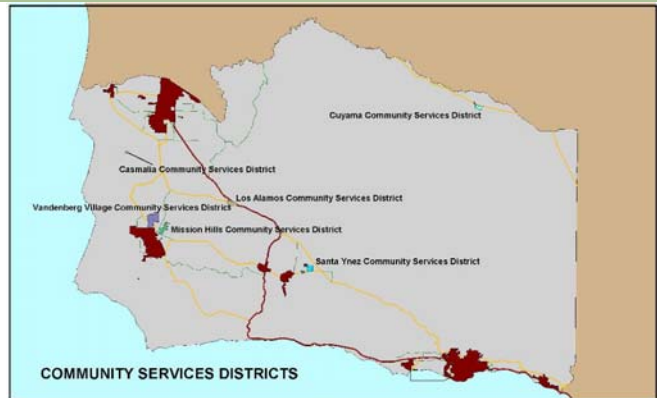 Cuyama Community Services District
Casmalia Community Services District
Los Alamos Community Services District
Vandenberg Village Community Services District
Mission Hills Community Services District
Santa Ynez Community Services District
COMMUNITY SERVICES DISTRICTS